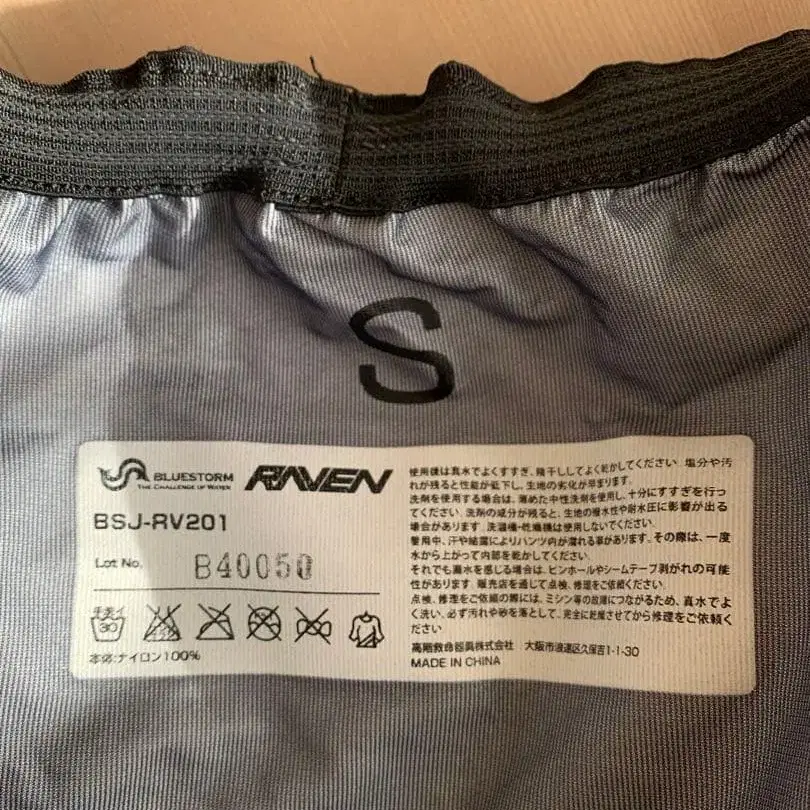 S
BLUESTORM
THE CHALLENGE OF WATER
RAVEN
BSJ-RV201
Lot No. B40050
手洗イ
30
本体:ナイロン100%
使用後は真水でよくすすぎ、陰干ししてよく乾かしてください。塩分や汚
れが残ると性能が低下し、生地の劣化が早まります。
洗剤を使用する場合は、薄めた中性洗剤を使用し、十分にすすぎを行っ
てください。洗剤の成分が残ると、生地の撥水性や耐水圧に影響が出る
場合があります。洗濯機・乾燥機は使用しないでください。
着用中、汗や結露によりパンツ内が濡れる事があります。その際は、一度
水から上がって内部を乾かしてください。
それでも漏水を感じる場合は、ピンホールやシームテープ剥がれの可能
性があります。販売店を通じて点検、修理をご依頼ください。
点検、修理をご依頼の際には、ミシン等の故障につながるため、真水でよ
く洗い、必ず汚れや砂を落として、完全に乾燥させてから修理をご依頼く
ださい
高階救命器具株式会社 大阪市浪速区久保吉1-1-30
MADE IN CHINA